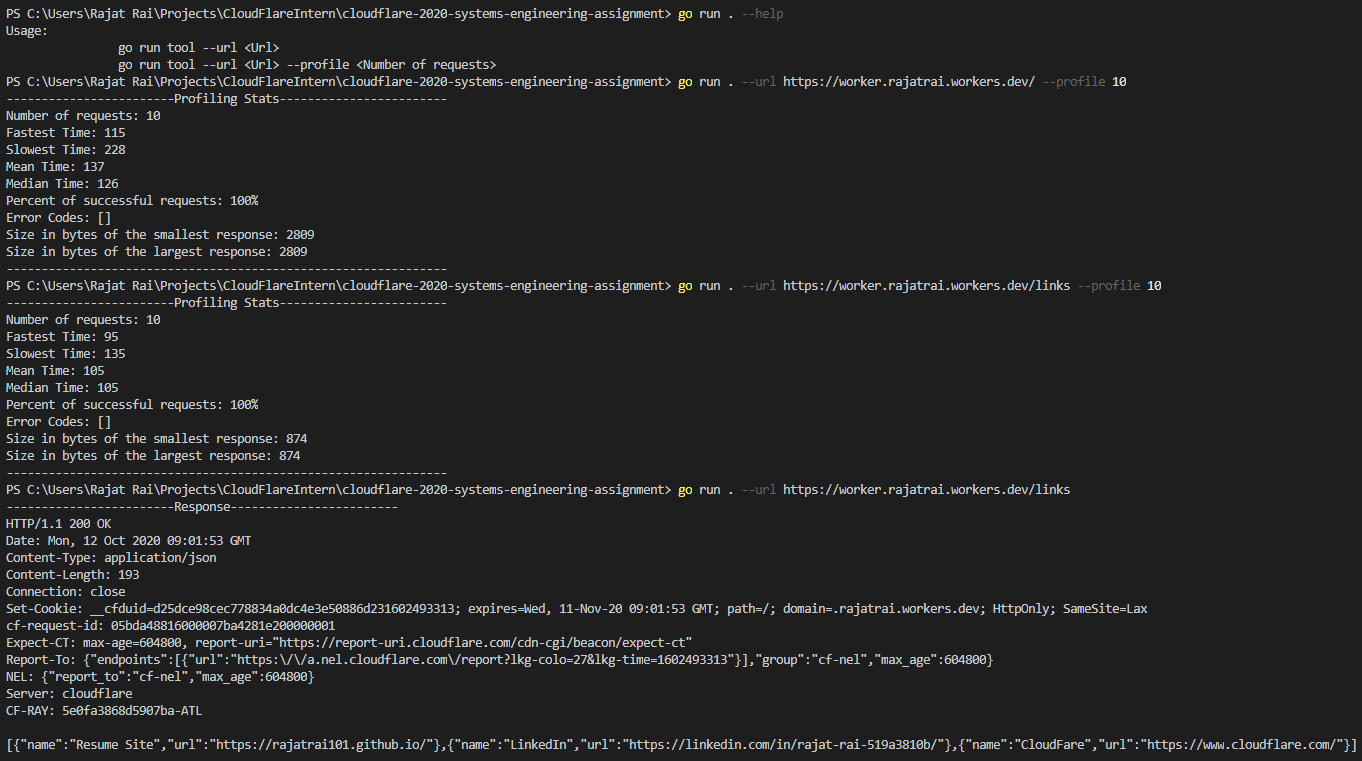 PS C:\Users\Rajat Rai\Projects\CloudFlareIntern\cloudflare-2020-systems-engineering-assignment> go run . --help
Usage:
go run tool --url <Url>
go run tool --url <Url> --profile <Number of requests>
PS C:\Users\Rajat Rai\Projects\CloudFlareIntern\cloudflare-2020-systems-engineering-assignment> go run . --url https://worker.rajatrai.workers.dev/ --profile 10
------------------------Profiling Stats------------------------
Number of requests: 10
Fastest Time: 115
Slowest Time: 228
Mean Time: 137
Median Time: 126
Percent of successful requests: 100%
Error Codes: []
Size in bytes of the smallest response: 2809
Size in bytes of the largest response: 2809
---------------------------------------------------------------
PS C:\Users\Rajat Rai\Projects\CloudFlareIntern\cloudflare-2020-systems-engineering-assignment> go run . --url https://worker.rajatrai.workers.dev/links --profile 10
------------------------Profiling Stats------------------------
Number of requests: 10
Fastest Time: 95
Slowest Time: 135
Mean Time: 105
Median Time: 105
Percent of successful requests: 100%
Error Codes: []
Size in bytes of the smallest response: 874
Size in bytes of the largest response: 874
---------------------------------------------------------------
PS C:\Users\Rajat Rai\Projects\CloudFlareIntern\cloudflare-2020-systems-engineering-assignment> go run . --url https://worker.rajatrai.workers.dev/links
------------------------Response------------------------
HTTP/1.1 200 OK
Date: Mon, 12 Oct 2020 09:01:53 GMT
Content-Type: application/json
Content-Length: 193
Connection: close
Set-Cookie: __cfduid=d25dce98cec778834a0dc4e3e50886d231602493313; expires=Wed, 11-Nov-20 09:01:53 GMT; path=/; domain=.rajatrai.workers.dev; HttpOnly; SameSite=Lax
cf-request-id: 05bda48816000007ba4281e200000001
Expect-CT: max-age=604800, report-uri="https://report-uri.cloudflare.com/cdn-cgi/beacon/expect-ct"
Report-To: {"endpoints":[{"url":"https:\/\/a.nel.cloudflare.com\/report?lkg-colo=27&lkg-time=1602493313"}],"group":"cf-nel","max_age":604800}
NEL: {"report_to":"cf-nel","max_age":604800}
Server: cloudflare
CF-RAY: 5e0fa3868d5907ba-ATL
[{"name":"Resume Site","url":"https://rajatrai101.github.io/"},{"name":"LinkedIn","url":"https://linkedin.com/in/rajat-rai-519a3810b/"},{"name":"CloudFare","url":"https://www.cloudflare.com/"}]